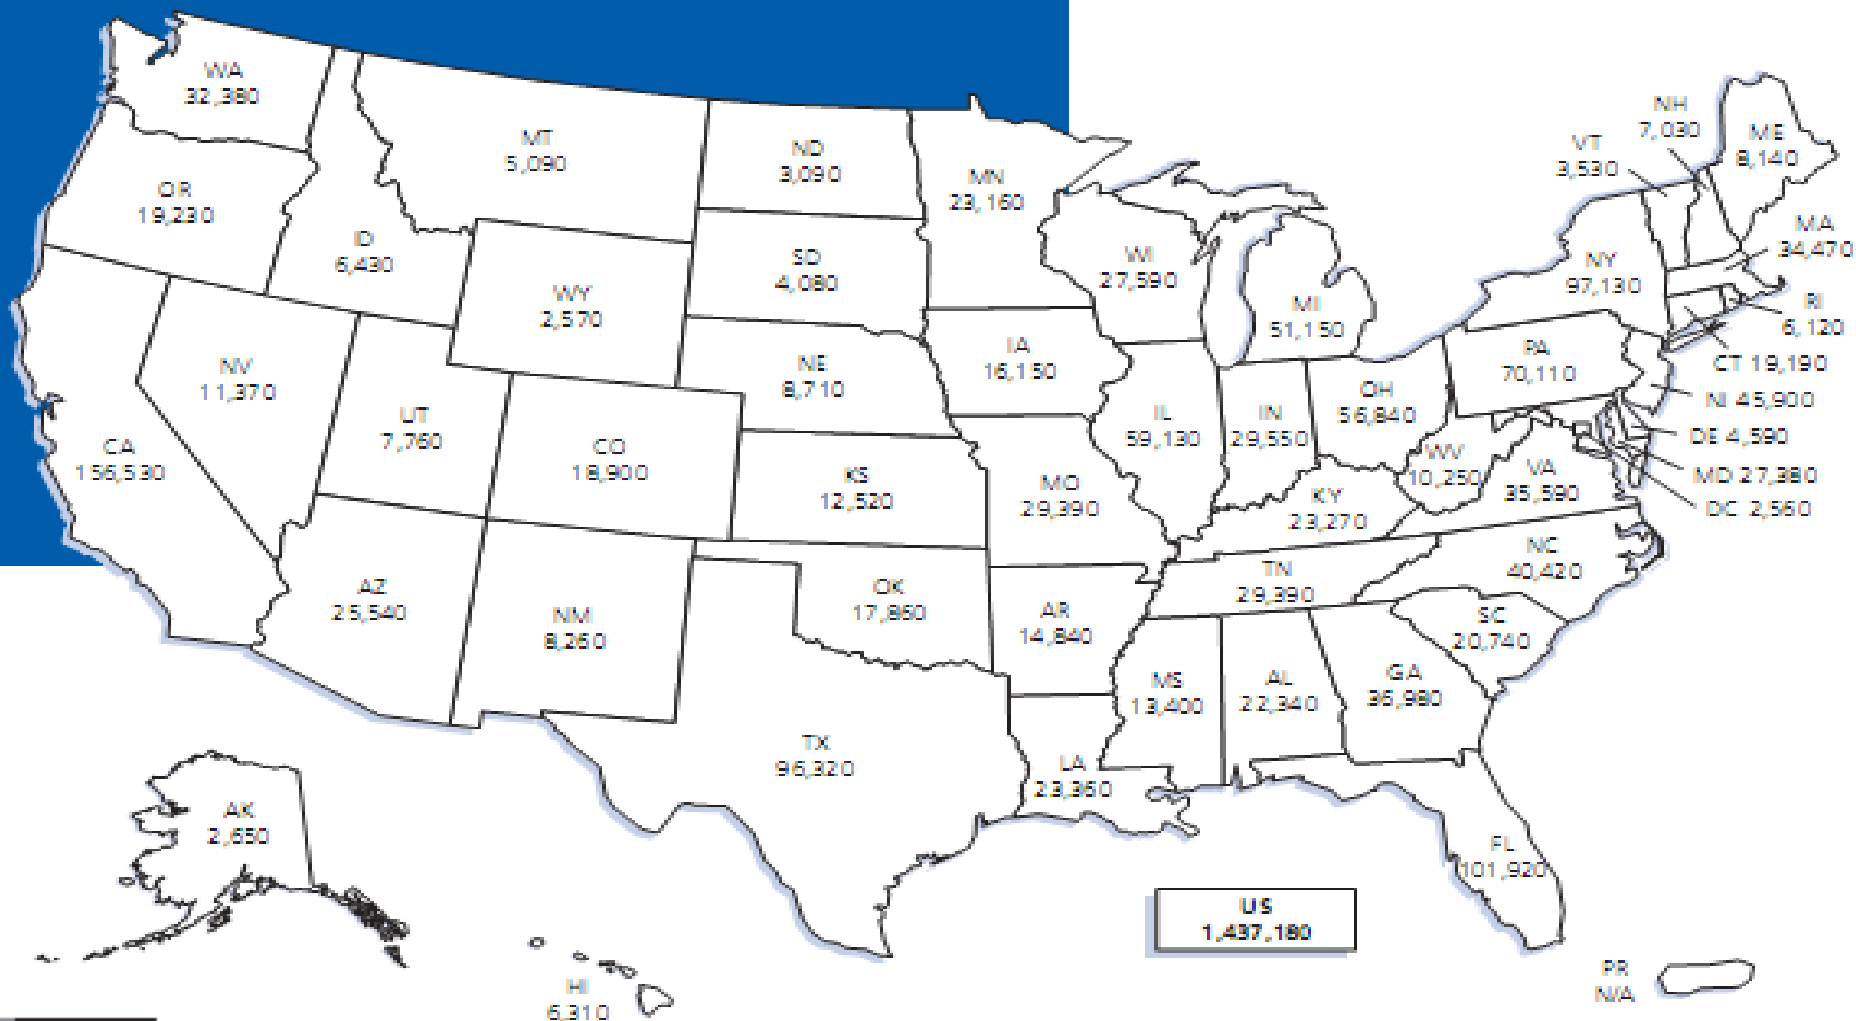 WA
32,380
OR
19,230
ID
6,430
MT
5,090
ND
3,090
MN
23,160
WY
2,570
SD
4,080
WI
27,590
MI
51,150
NH
7,030
VT
3,530
ME
8,140
MA
34,470
NY
97,130
RI
6,120
CT 19,190
NJ 45,900
DE 4,590
MD 27,380
DC 2,560
PA
70,110
NV
11,370
UT
7,760
CA
156,530
CO
18,900
NE
8,710
IA
16,150
KS
12,520
MO
29,390
IL
59,130
IN
29,550
OH
56,840
WV
10,250
VA
35,590
KY
23,270
NC
40,420
TN
29,390
SC
20,740
AZ
25,540
NM
8,260
OK
17,860
AR
14,840
MS
13,400
AL
22,340
GA
36,980
TX
96,320
LA
23,360
FL
101,920
AK
2,650
HI
6,310
US
1,437,180
PR
N/A